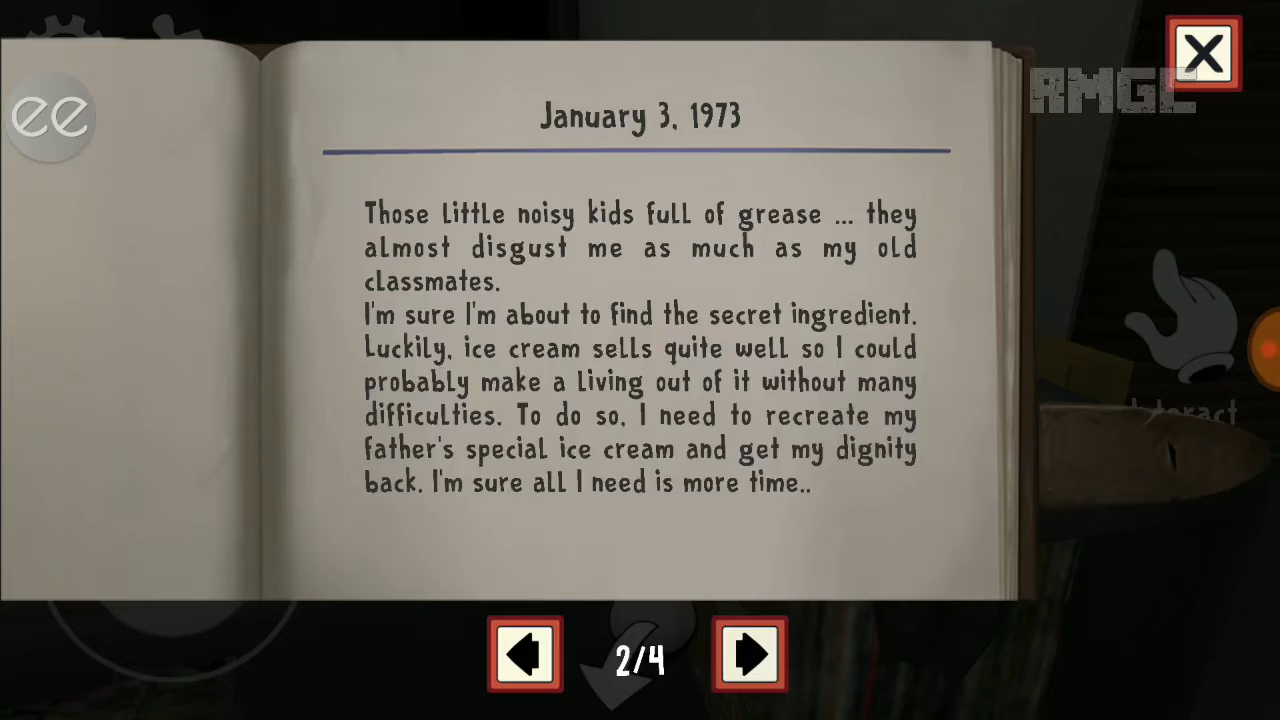 RMGC
ee
January 3, 1973
Those little noisy kids full of grease ... they
almost disgust me as much as my old
classmates.
I'm sure I'm about to find the secret ingredient.
Luckily, ice cream sells quite well so I could
probably make a living out of it without many
difficulties. To do so, I need to recreate my
father's special ice cream and get my dignity
back. I'm sure all I need is more time..
Interact
2/4